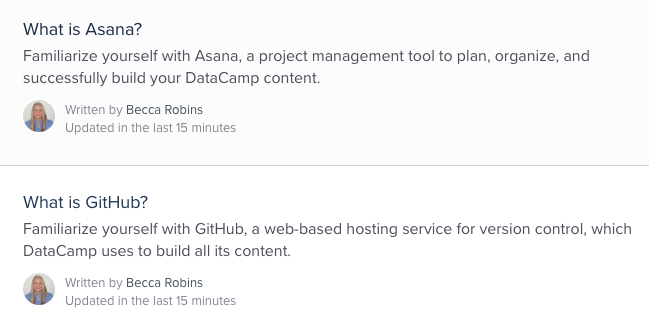 What is Asana?
Familiarize yourself with Asana, a project management tool to plan, organize, and
successfully build your DataCamp content.
Written by Becca Robins
Updated in the last 15 minutes
What is GitHub?
Familiarize yourself with GitHub, a web-based hosting service for version control, which
DataCamp uses to build all its content.
Written by Becca Robins
Updated in the last 15 minutes